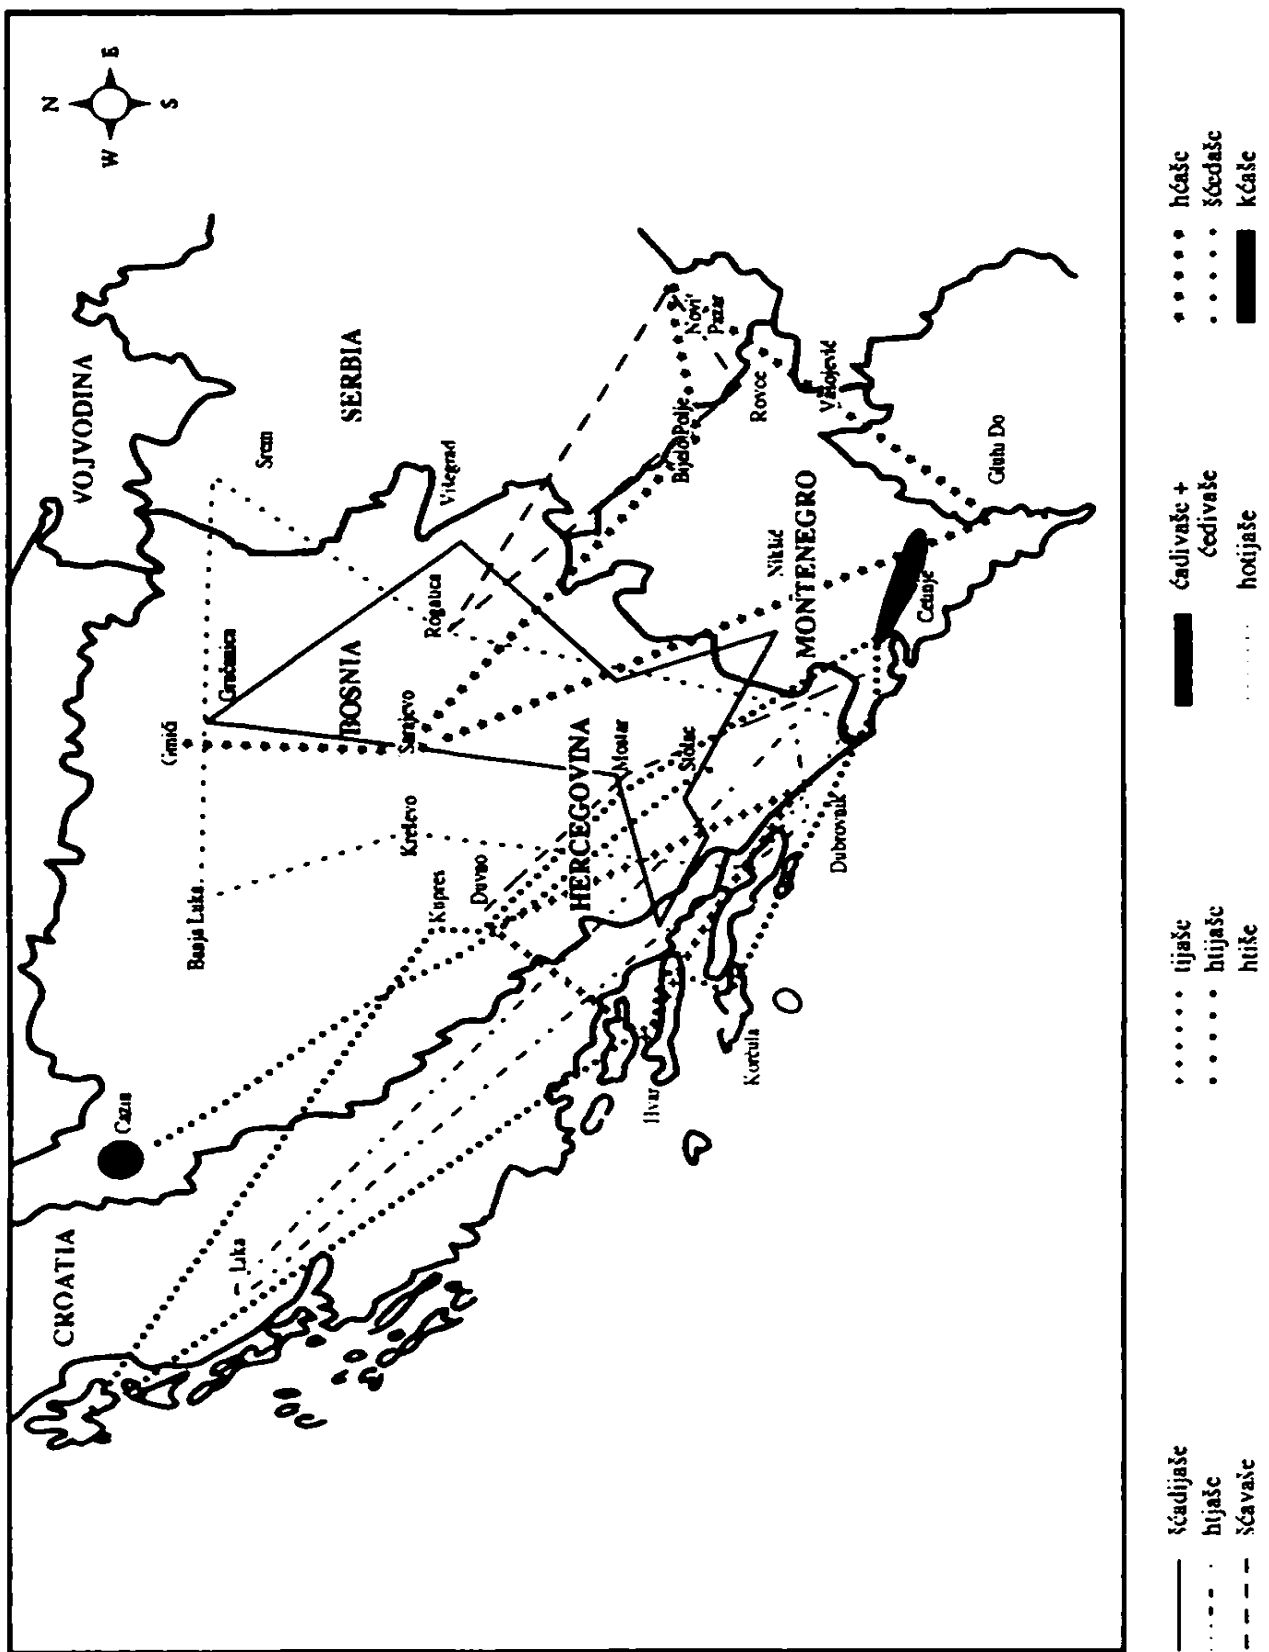 N
W
E
S
CROATIA
VOJVODINA
SERBIA
BOSNIA
HERCEGOVINA
MONTENEGRO
Cazin
Lika
Banja Luka
Gračanica
Srem
Kreševo
Kupres
Duvno
Sarajevo
Rogatica
Višegrad
Mostar
Stolac
Hvar
Korčula
Dubrovnik
Nikšić
Cetinje
Bijelo Polje
Novi
Pazar
Rovce
Gluhi Do
šćadijaše
htjaše
šćavaše
tijaše
htijaše
htiše
ćadivaše +
ćedivaše
hotijaše
hćaše
šćedaše
kćaše